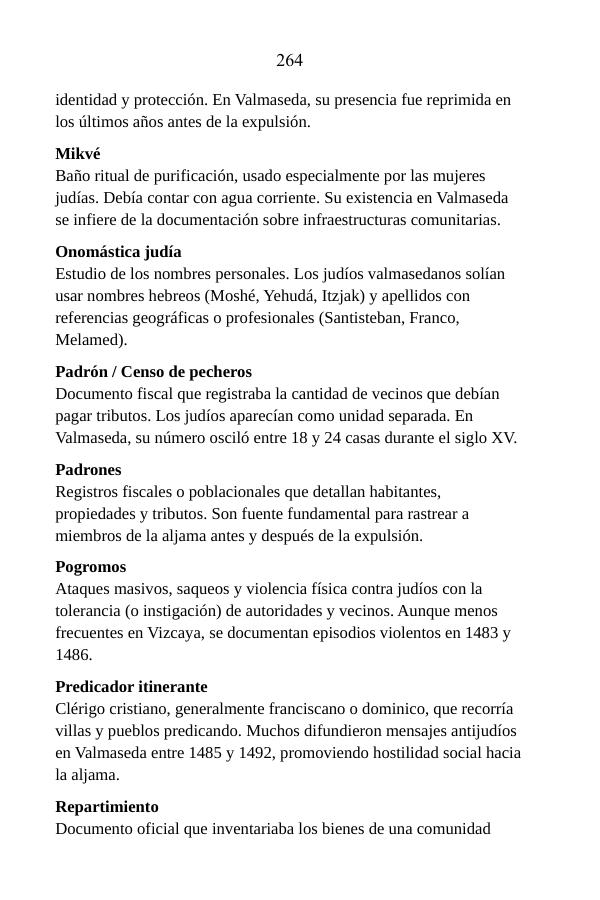 264
identidad y protección. En Valmaseda, su presencia fue reprimida en
los últimos años antes de la expulsión.
Mikvé
Baño ritual de purificación, usado especialmente por las mujeres
judías. Debía contar con agua corriente. Su existencia en Valmaseda
se infiere de la documentación sobre infraestructuras comunitarias.
Onomástica judía
Estudio de los nombres personales. Los judíos valmasedanos solían
usar nombres hebreos (Moshé, Yehudá, Itzjak) y apellidos con
referencias geográficas o profesionales (Santisteban, Franco,
Melamed).
Padrón / Censo de pecheros
Documento fiscal que registraba la cantidad de vecinos que debían
pagar tributos. Los judíos aparecían como unidad separada. En
Valmaseda, su número osciló entre 18 y 24 casas durante el siglo XV.
Padrones
Registros fiscales o poblacionales que detallan habitantes,
propiedades y tributos. Son fuente fundamental para rastrear a
miembros de la aljama antes y después de la expulsión.
Pogromos
Ataques masivos, saqueos y violencia física contra judíos con la
tolerancia (o instigación) de autoridades y vecinos. Aunque menos
frecuentes en Vizcaya, se documentan episodios violentos en 1483 y
1486.
Predicador itinerante
Clérigo cristiano, generalmente franciscano o dominico, que recorría
villas y pueblos predicando. Muchos difundieron mensajes antijudíos
en Valmaseda entre 1485 y 1492, promoviendo hostilidad social hacia
la aljama.
Repartimiento
Documento oficial que inventariaba los bienes de una comunidad